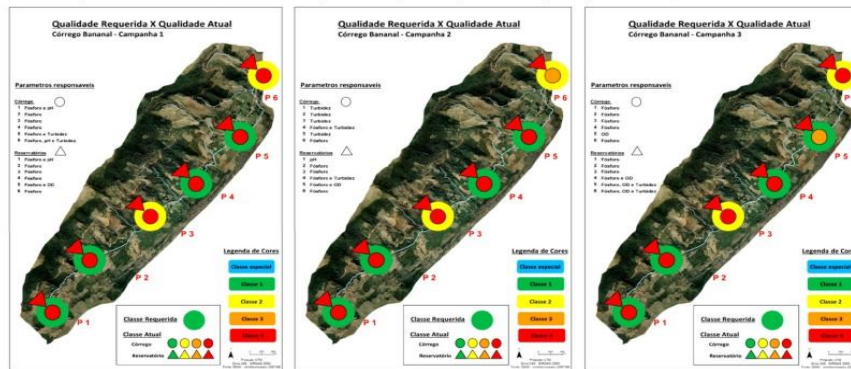 Qualidade Requerida X Qualidade Atual
Córrego Bananal - Campanha 1
Parametros responsaveis
Córrego
1 Fósforo e pH
2 Fósforo
3 Fósforo
4 Fósforo
5 Fósforo e Turbidez
6 Fósforo, pH e Turbidez
Reservatórios
1 Fósforo e pH
2 Fósforo
3 Fósforo
4 Fósforo
5 Fósforo e OD
6 Fósforo
P 6
P 5
P 4
P 3
P 2
P 1
Legenda de Cores
Classe especial
Classe 1
Classe 2
Classe 3
Classe 4
Classe Requerida
Classe Atual
Córrego
Reservatório
Qualidade Requerida X Qualidade Atual
Córrego Bananal - Campanha 2
Parametros responsaveis
Córrego
1 Turbidez
2 Turbidez
3 Turbidez
4 Fósforo e Turbidez
5 Turbidez
6 Fósforo
Reservatórios
1 pH
2 Fósforo
3 Fósforo
4 Fósforo e Turbidez
5 Fósforo e OD
6 Fósforo
P 6
P 5
P 4
P 3
P 2
P 1
Legenda de Cores
Classe especial
Classe 1
Classe 2
Classe 3
Classe 4
Classe Requerida
Classe Atual
Córrego
Reservatório
Qualidade Requerida X Qualidade Atual
Córrego Bananal - Campanha 3
Parametros responsaveis
Córrego
1 Fósforo
2 Fósforo
3 Fósforo
4 Fósforo
5 OD
6 Fósforo
Reservatórios
1 Fósforo
2 Fósforo
3 Fósforo
4 Fósforo e OD
5 Fósforo, OD e Turbidez
6 Fósforo, OD e Turbidez
P 6
P 5
P 4
P 3
P 2
P 1
Legenda de Cor
Classe especial
Classe 1
Classe 2
Classe 3
Classe Requerida
Classe Atual
Córrego
Reservatório